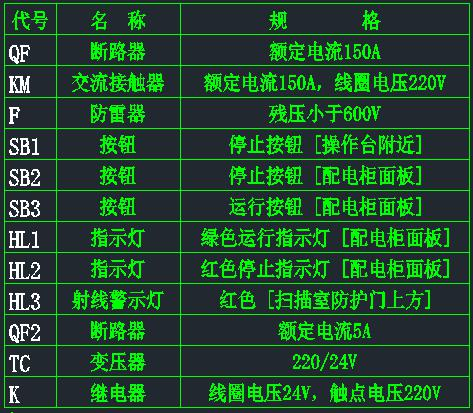 代号 名 称 规 格
QF 断路器 额定电流150A
KM 交流接触器 额定电流150A，线圈电压220V
F 防雷器 残压小于600V
SB1 按钮 停止按钮 [操作台附近]
SB2 按钮 停止按钮 [配电柜面板]
SB3 按钮 运行按钮 [配电柜面板]
HL1 指示灯 绿色运行指示灯 [配电柜面板]
HL2 指示灯 红色停止指示灯 [配电柜面板]
HL3 射线警示灯 红色 [扫描室防护门上方]
QF2 断路器 额定电流5A
TC 变压器 220/24V
K 继电器 线圈电压24V，触点电压220V